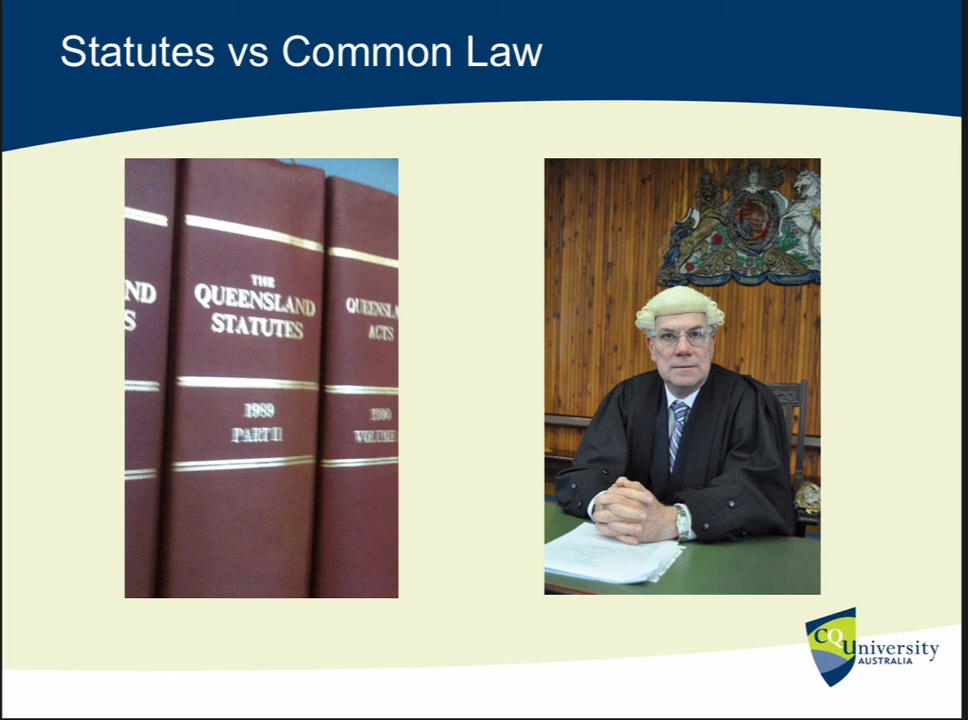 Statutes vs Common Law
ND
S
THE
QUEENSLAND
STATUTES
1989
PART II
QUEENSLA
ACTS
1990
VOLUME
CQUniversity
AUSTRALIA